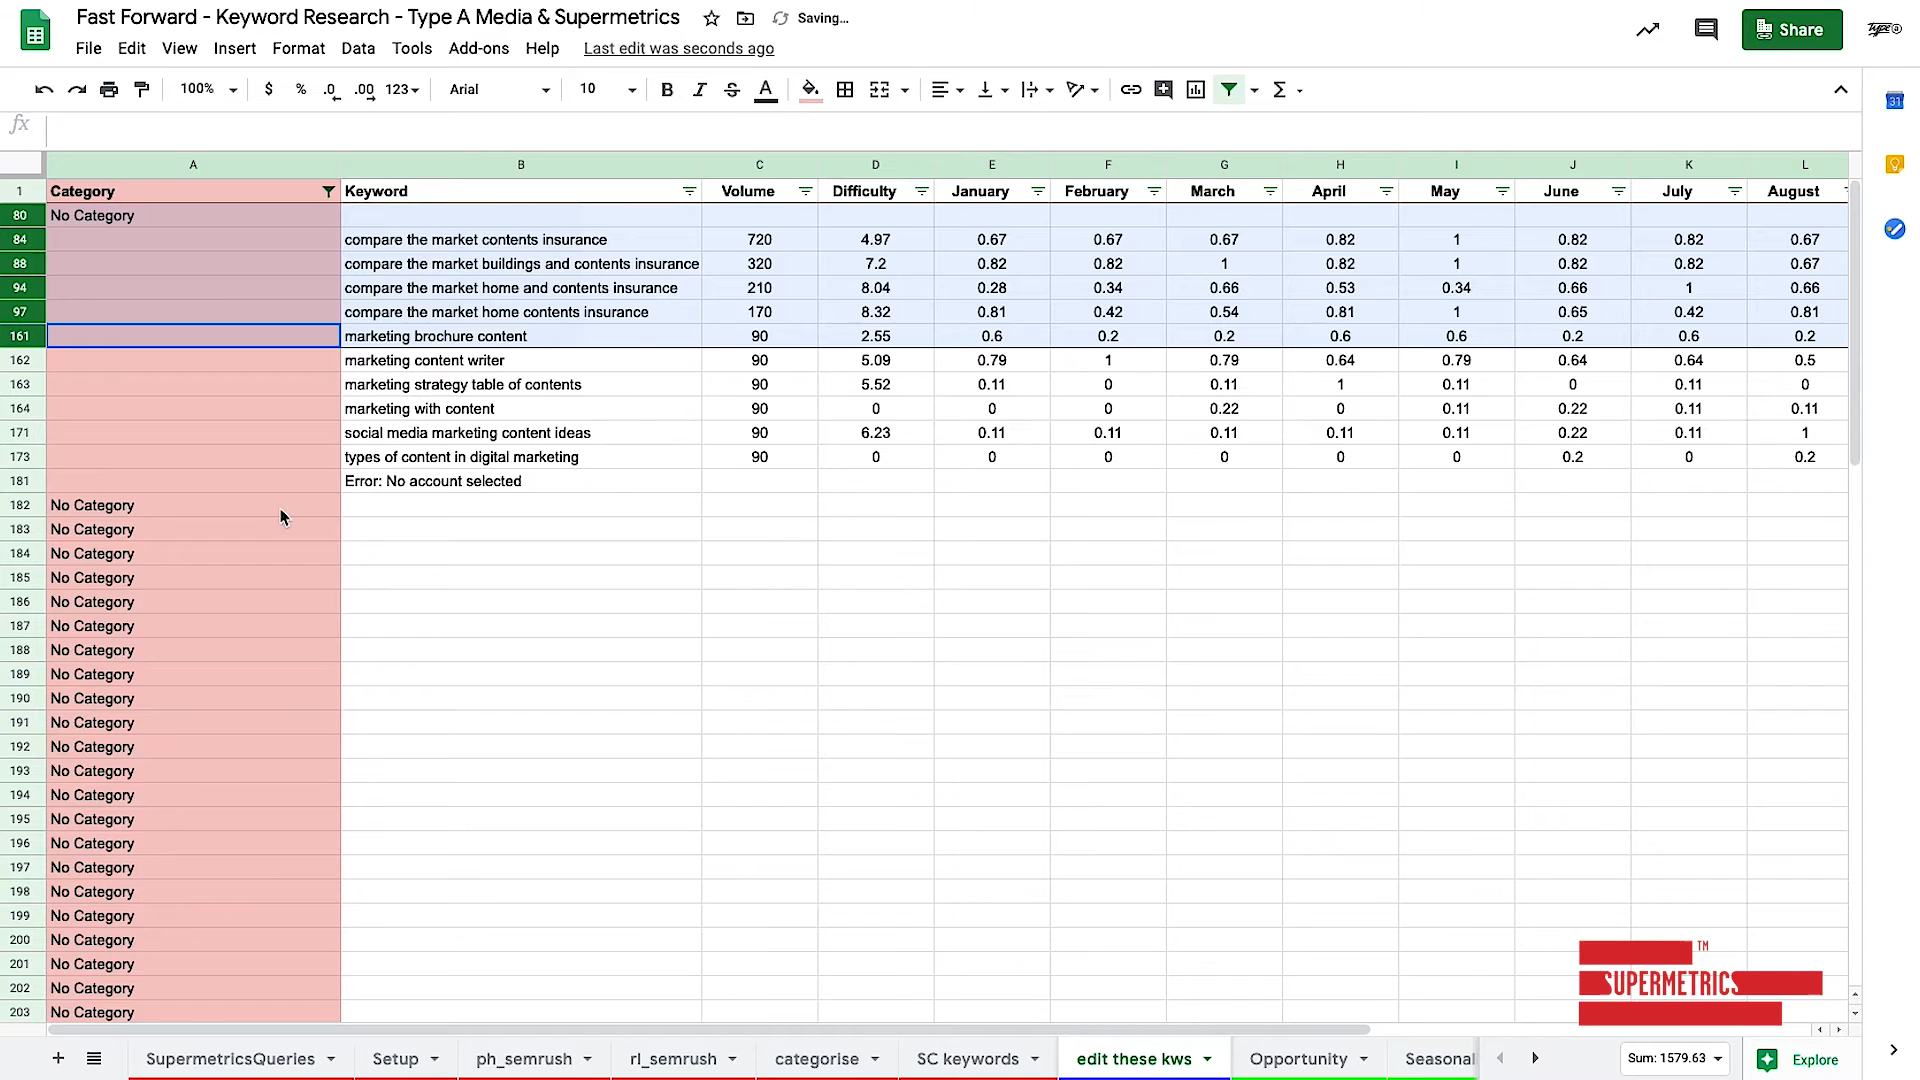 Fast Forward - Keyword Research - Type A Media & Supermetrics Saving...
File Edit View Insert Format Data Tools Add-ons Help Last edit was seconds ago
Share
Type A
100% $ % .0 .00 123 Arial 10 B I S A
31
fx
A B C D E F G H I J K L
1 Category Keyword Volume Difficulty January February March April May June July August
80 No Category
84 compare the market contents insurance 720 4.97 0.67 0.67 0.67 0.82 1 0.82 0.82 0.67
88 compare the market buildings and contents insurance 320 7.2 0.82 0.82 1 0.82 1 0.82 0.82 0.67
94 compare the market home and contents insurance 210 8.04 0.28 0.34 0.66 0.53 0.34 0.66 1 0.66
97 compare the market home contents insurance 170 8.32 0.81 0.42 0.54 0.81 1 0.65 0.42 0.81
161 marketing brochure content 90 2.55 0.6 0.2 0.2 0.6 0.6 0.2 0.6 0.2
162 marketing content writer 90 5.09 0.79 1 0.79 0.64 0.79 0.64 0.64 0.5
163 marketing strategy table of contents 90 5.52 0.11 0 0.11 1 0.11 0 0.11 0
164 marketing with content 90 0 0 0 0.22 0 0.11 0.22 0.11 0.11
171 social media marketing content ideas 90 6.23 0.11 0.11 0.11 0.11 0.11 0.22 0.11 1
173 types of content in digital marketing 90 0 0 0 0 0 0 0.2 0 0.2
181 Error: No account selected
182 No Category
183 No Category
184 No Category
185 No Category
186 No Category
187 No Category
188 No Category
189 No Category
190 No Category
191 No Category
192 No Category
193 No Category
194 No Category
195 No Category
196 No Category
197 No Category
198 No Category
199 No Category
200 No Category
201 No Category
202 No Category
203 No Category
SUPERMETRICS TM
SupermetricsQueries Setup ph_semrush rl_semrush categorise SC keywords edit these kws Opportunity Seasonal Sum: 1579.63 Explore